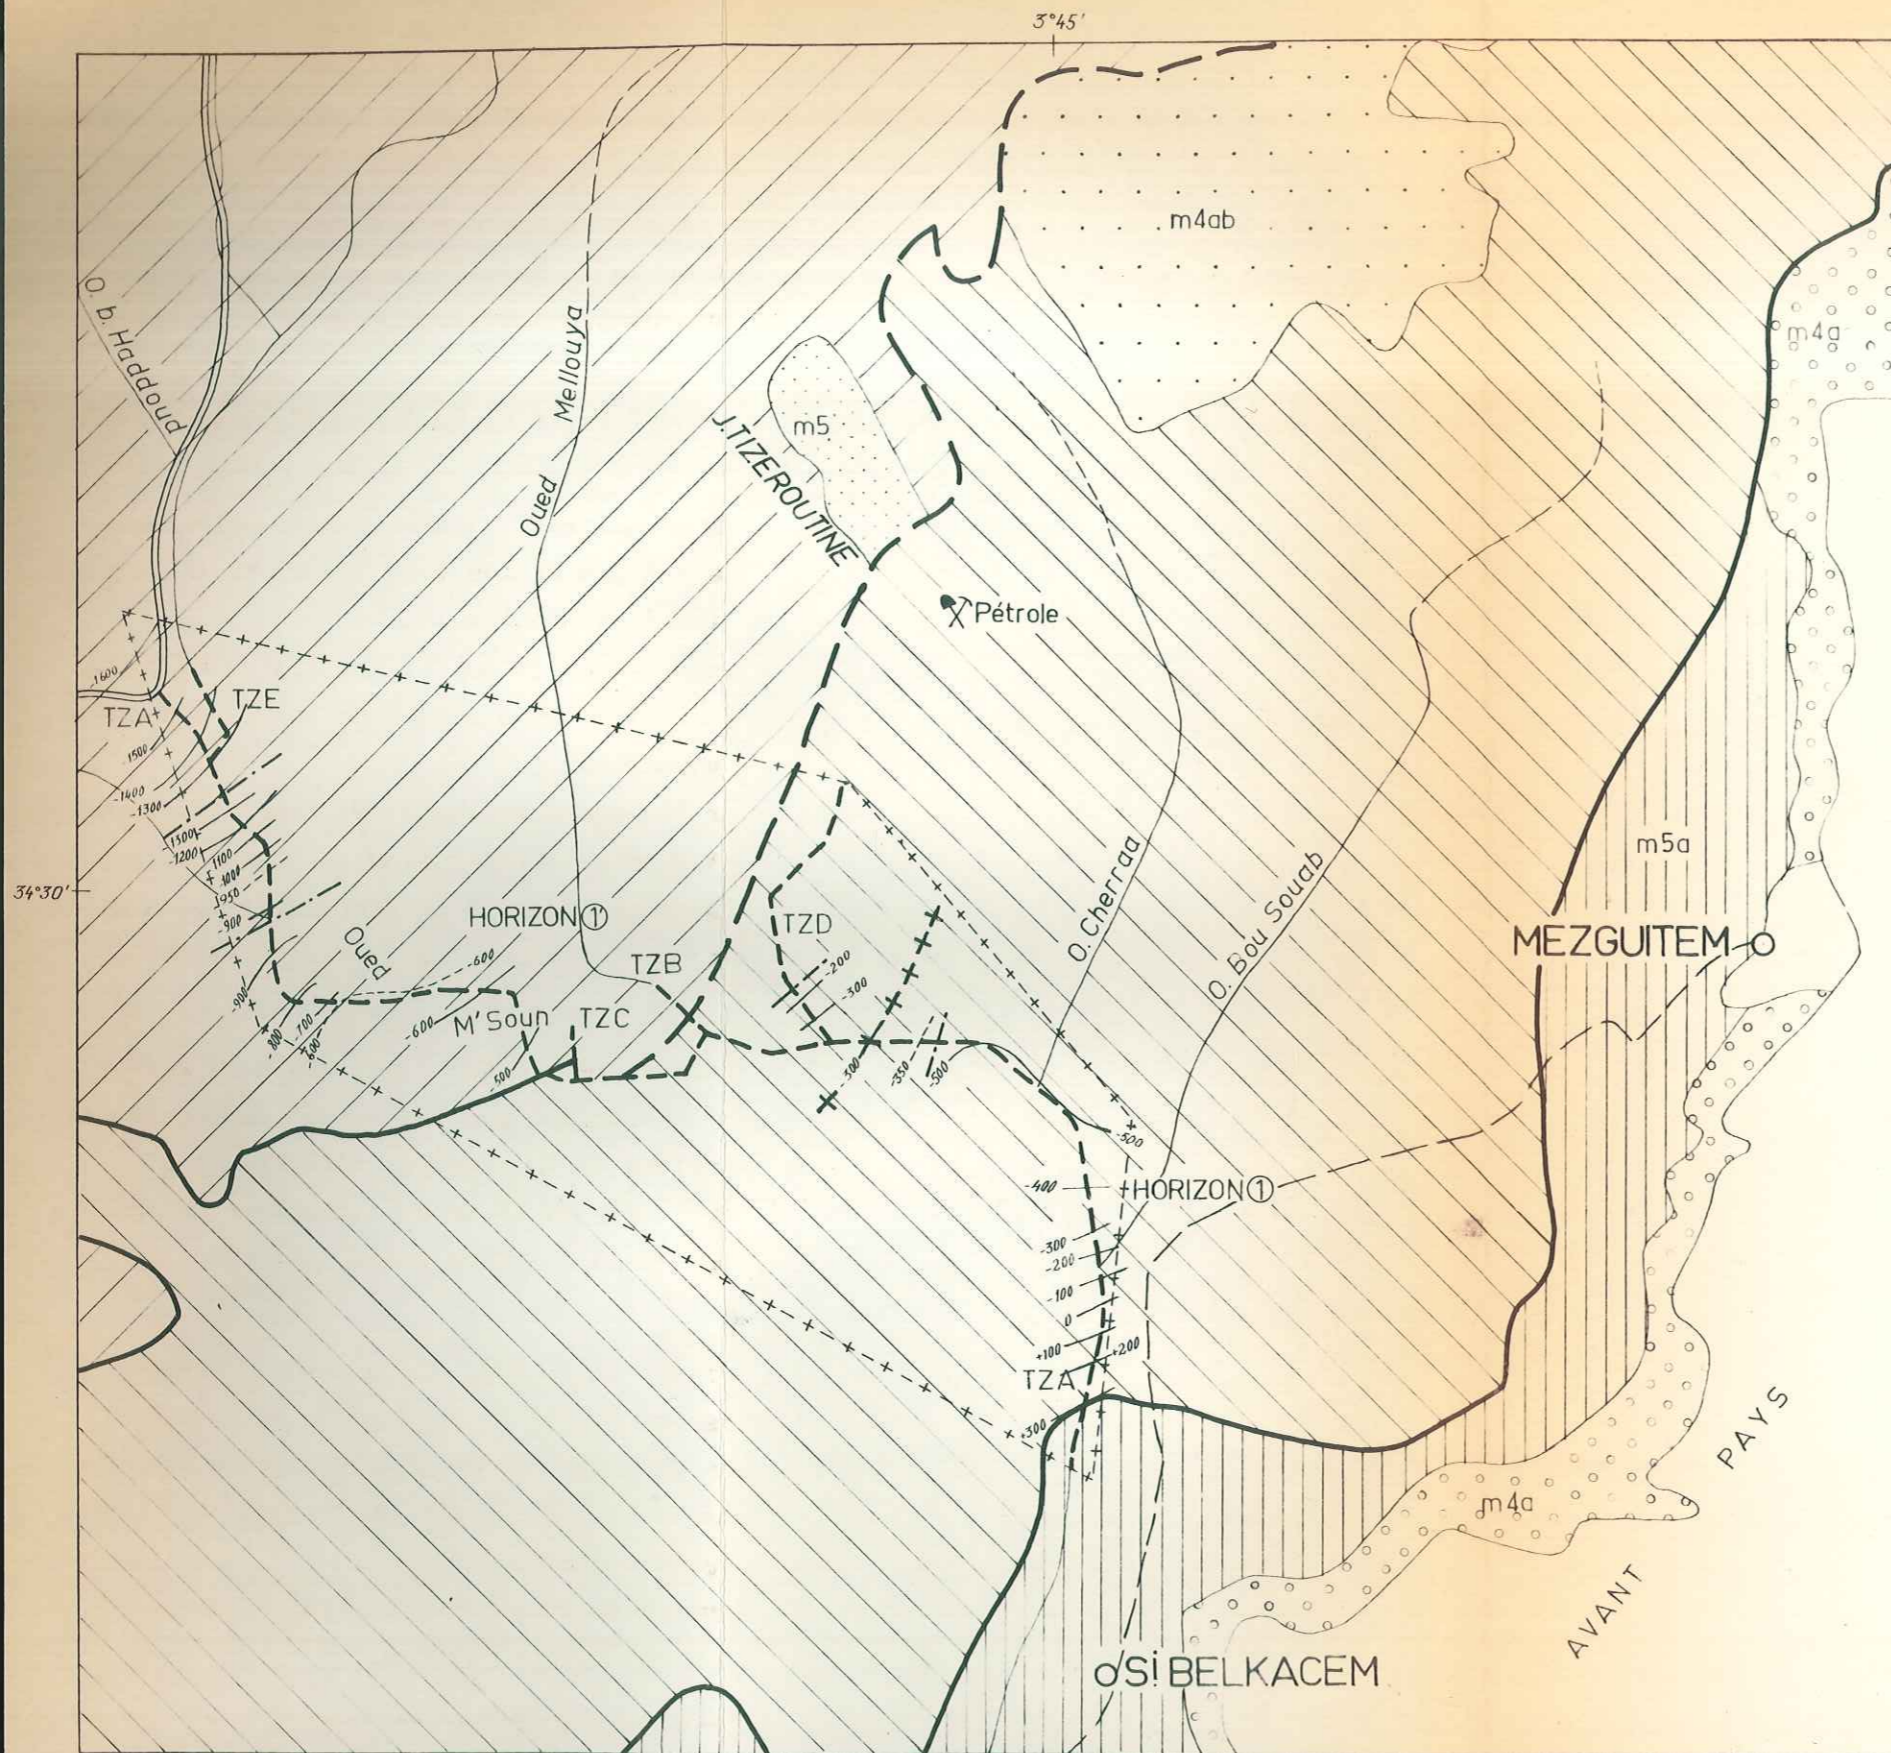 3°45'
m4ab
O. b. Haddoud
Oued Mellouya
m4a
m5
J.TIZEROUTINE
Pétrole
-1600
TZA
TZE
1500
-1400
-1300
-1300
-1200
1100
1000
950
-900
m5a
34°30'
HORIZON ①
Oued
-600
TZB
TZD
-200
-300
O. Cherraa
O. Bou Souab
MEZGUITEM
-900
-800
-700
-600
-600
M'Soun
TZC
-500
-300
-350
-500
-500
-400
HORIZON ①
-300
-200
-100
0
+100
+200
TZA
+300
PAYS
m4a
AVANT
Si BELKACEM